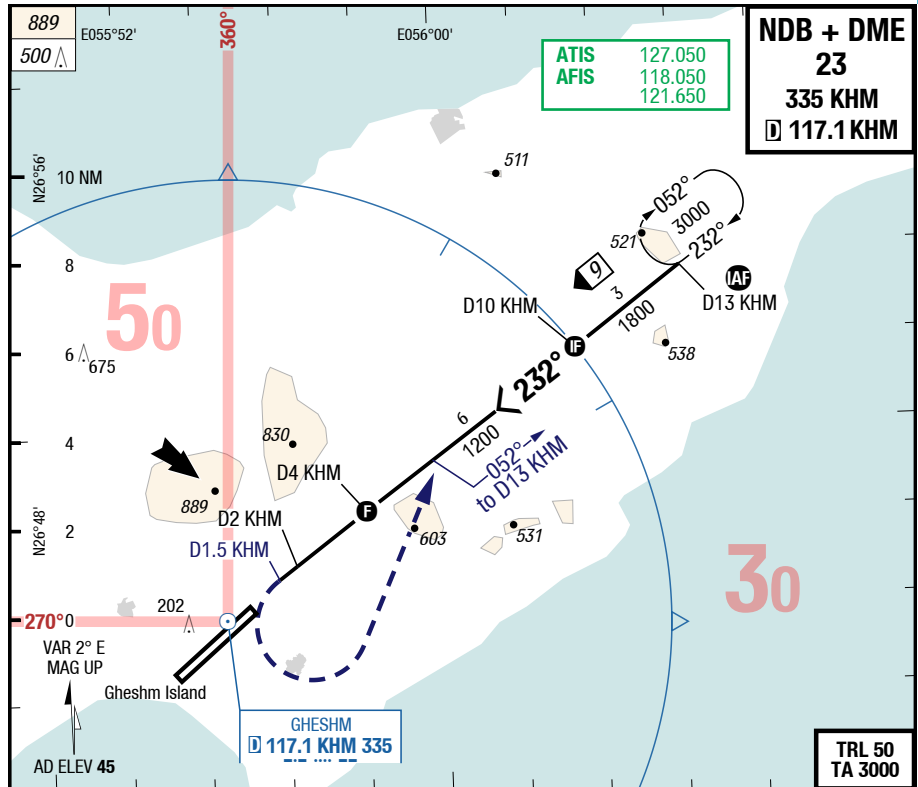 889
500
E055°52'
360°
E056°00'
ATIS 127.050
AFIS 118.050
121.650
NDB + DME
23
335 KHM
D 117.1 KHM
N26°56'
10 NM
511
052°
3000
232°
521
9
IAF
D13 KHM
3
1800
8
50
D10 KHM
IF
538
6
675
232°
6
1200
4
830
052°
to D13 KHM
D4 KHM
889
F
D2 KHM
603
531
N26°48'
2
D1.5 KHM
30
202
270°
0
VAR 2° E
MAG UP
Gheshm Island
GHESHM
D 117.1 KHM 335
AD ELEV 45
TRL 50
TA 3000